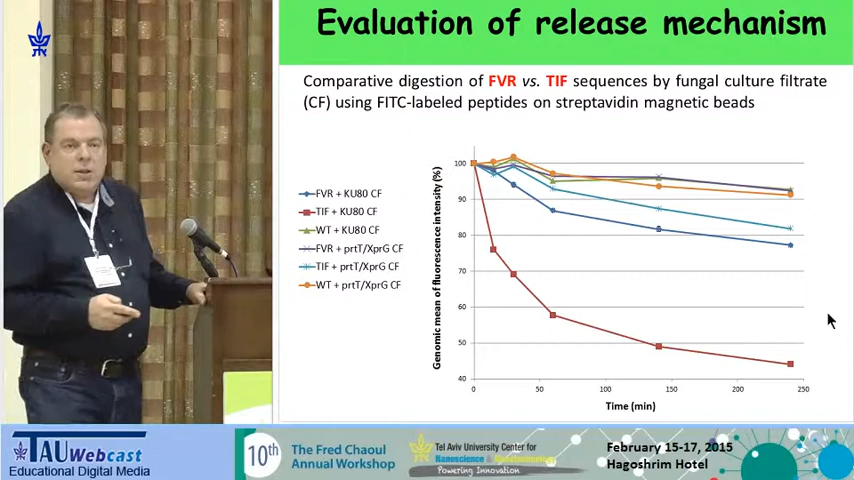 Evaluation of release mechanism
Comparative digestion of FVR vs. TIF sequences by fungal culture filtrate
(CF) using FITC-labeled peptides on streptavidin magnetic beads
FVR + KU80 CF
TIF + KU80 CF
WT + KU80 CF
FVR + prtT/XprG CF
TIF + prtT/XprG CF
WT + prtT/XprG CF
Genomic mean of fluorescence intensity (%)
100
90
80
70
60
50
40
0 50 100 150 200 250
Time (min)
TAU Webcast
Educational Digital Media
10th
The Fred Chaoul
Annual Workshop
Tel Aviv University Center for
Nanoscience & Nanotechnology
Powering Innovation
February 15-17, 2015
Hagoshrim Hotel